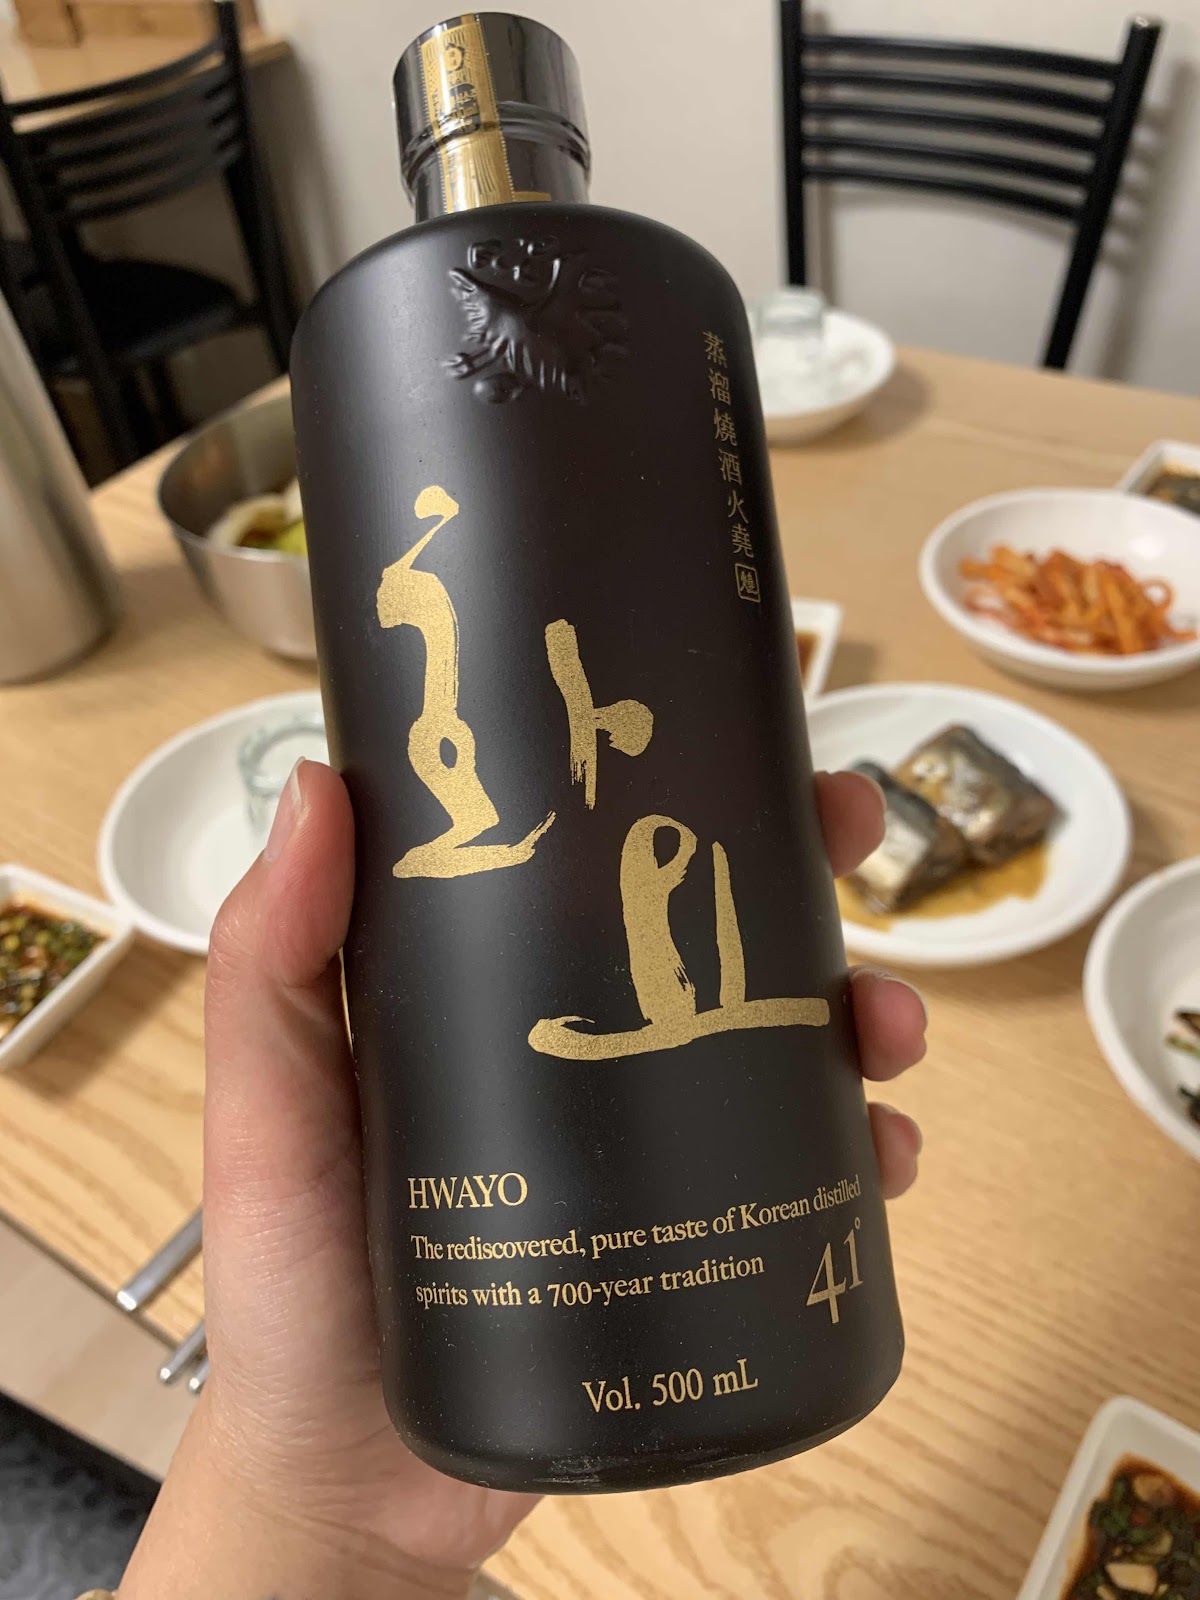 蒸溜燒酒火堯
화
요
HWAYO
The rediscovered, pure taste of Korean distilled
spirits with a 700-year tradition
41°
Vol. 500 mL